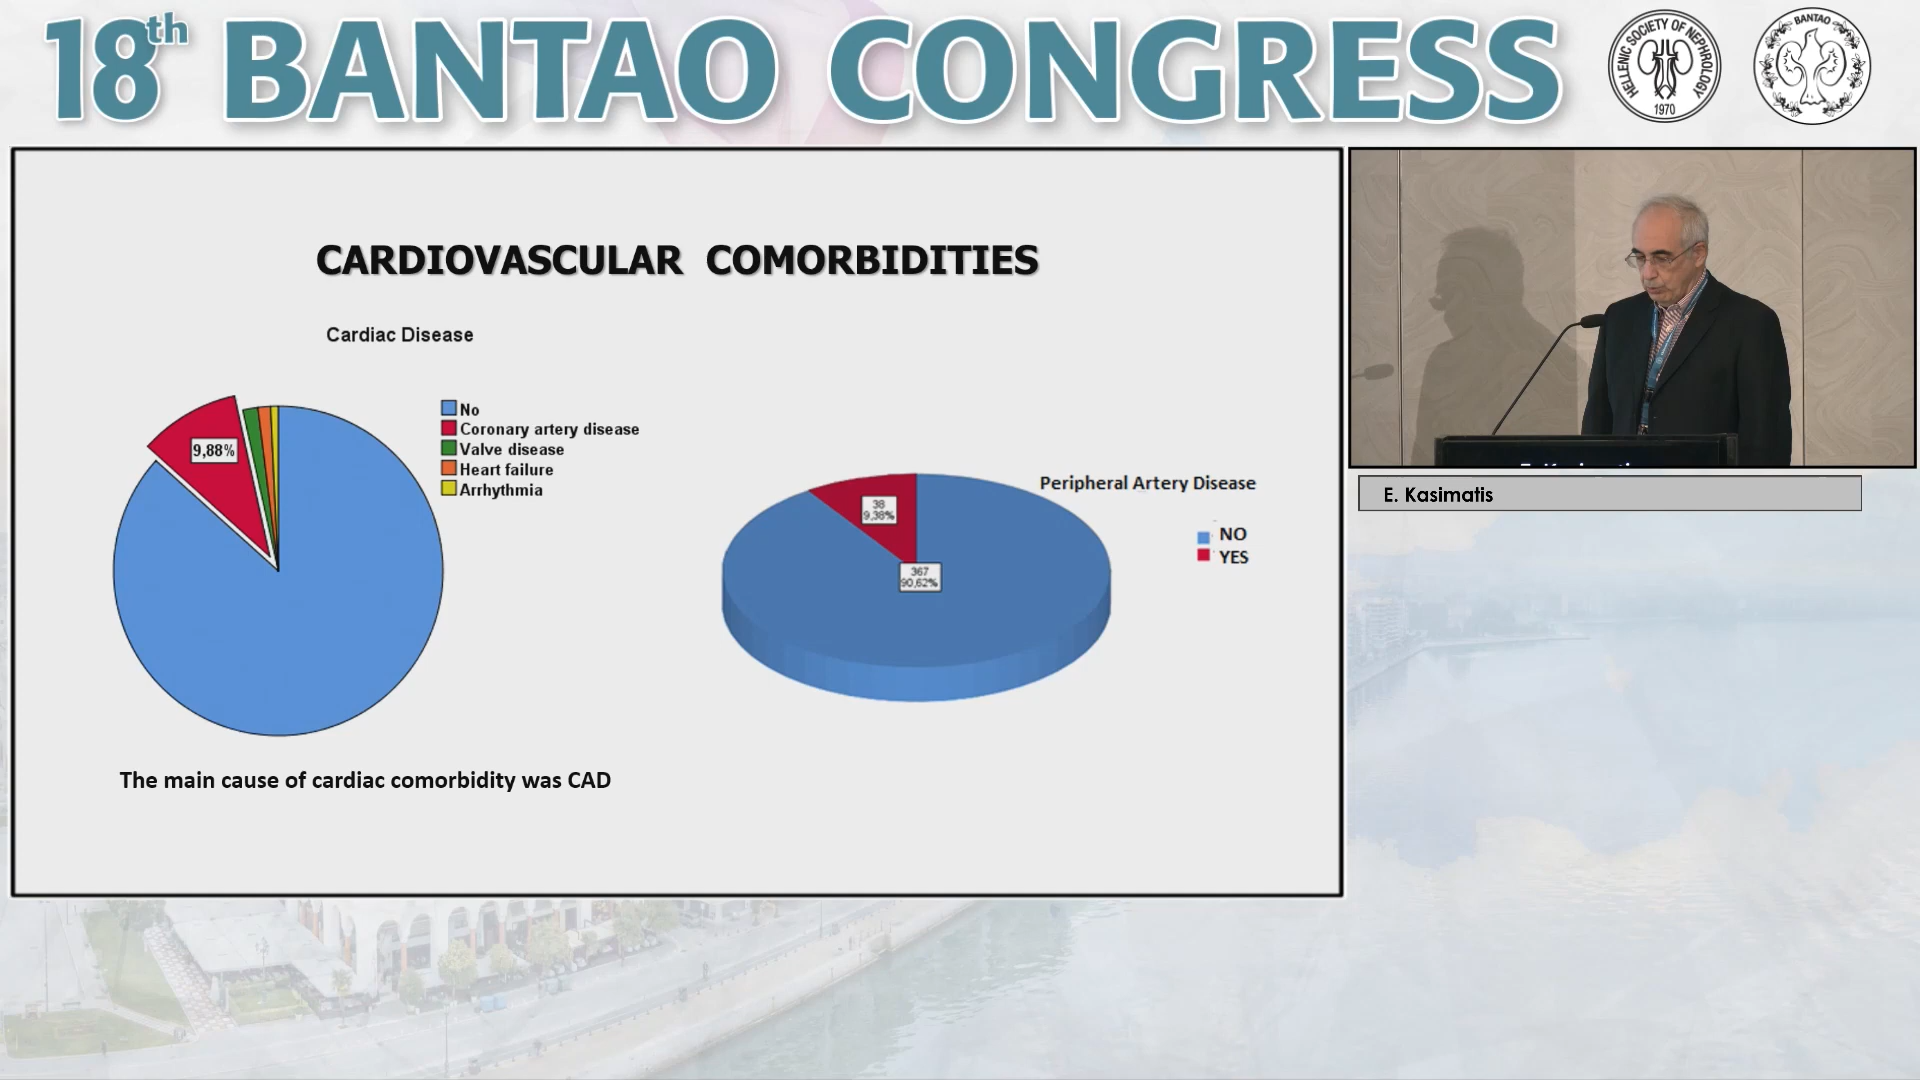 18th BANTAO CONGRESS
HELLENIC SOCIETY OF NEPHROLOGY
1970
BANTAO
CARDIOVASCULAR COMORBIDITIES
Cardiac Disease
No
Coronary artery disease
Valve disease
Heart failure
Arrhythmia
9,88%
Peripheral Artery Disease
NO
YES
38
9,38%
367
90,62%
The main cause of cardiac comorbidity was CAD
E. Kasimatis